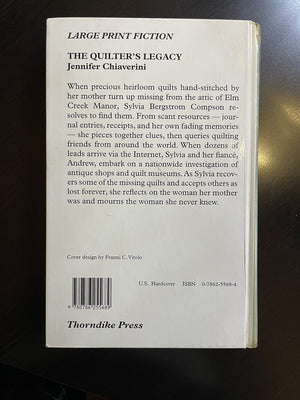 LARGE PRINT FICTION
THE QUILTER'S LEGACY
Jennifer Chiaverini
When precious heirloom quilts hand-stitched by
her mother turn up missing from the attic of Elm
Creek Manor, Sylvia Bergstrom Compson re-
solves to find them. From scant resources — jour-
nal entries, receipts, and her own fading memories
— she pieces together clues, then queries quilting
friends from around the world. When dozens of
leads arrive via the Internet, Sylvia and her fiancé,
Andrew, embark on a nationwide investigation of
antique shops and quilt museums. As Sylvia recov-
ers some of the missing quilts and accepts others as
lost forever, she reflects on the woman her mother
was and mourns the woman she never knew.
Cover design by Franni C. Vitolo
U.S. Hardcover ISBN 0-7862-5568-4
9 780786 255689
Thorndike Press